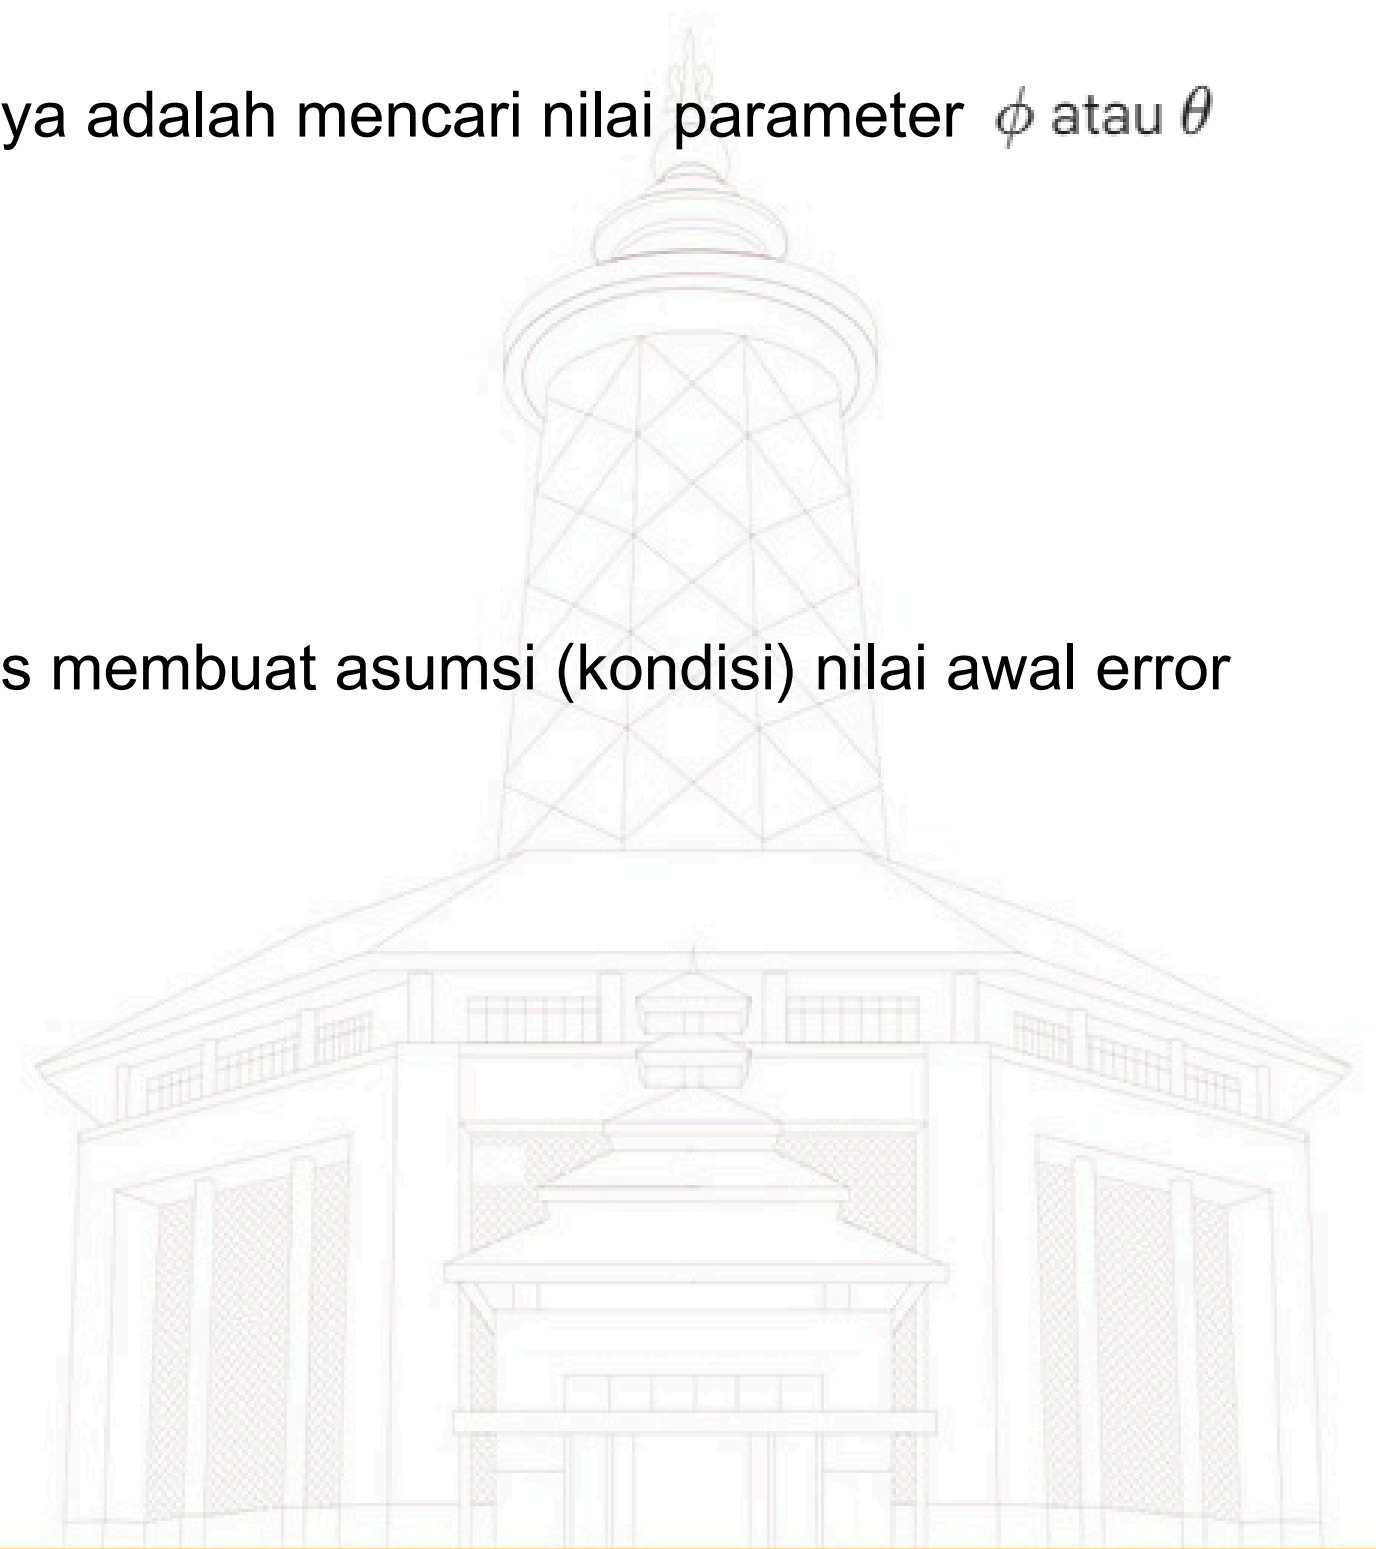 ya adalah mencari nilai parameter ϕ atau θ
s membuat asumsi (kondisi) nilai awal error